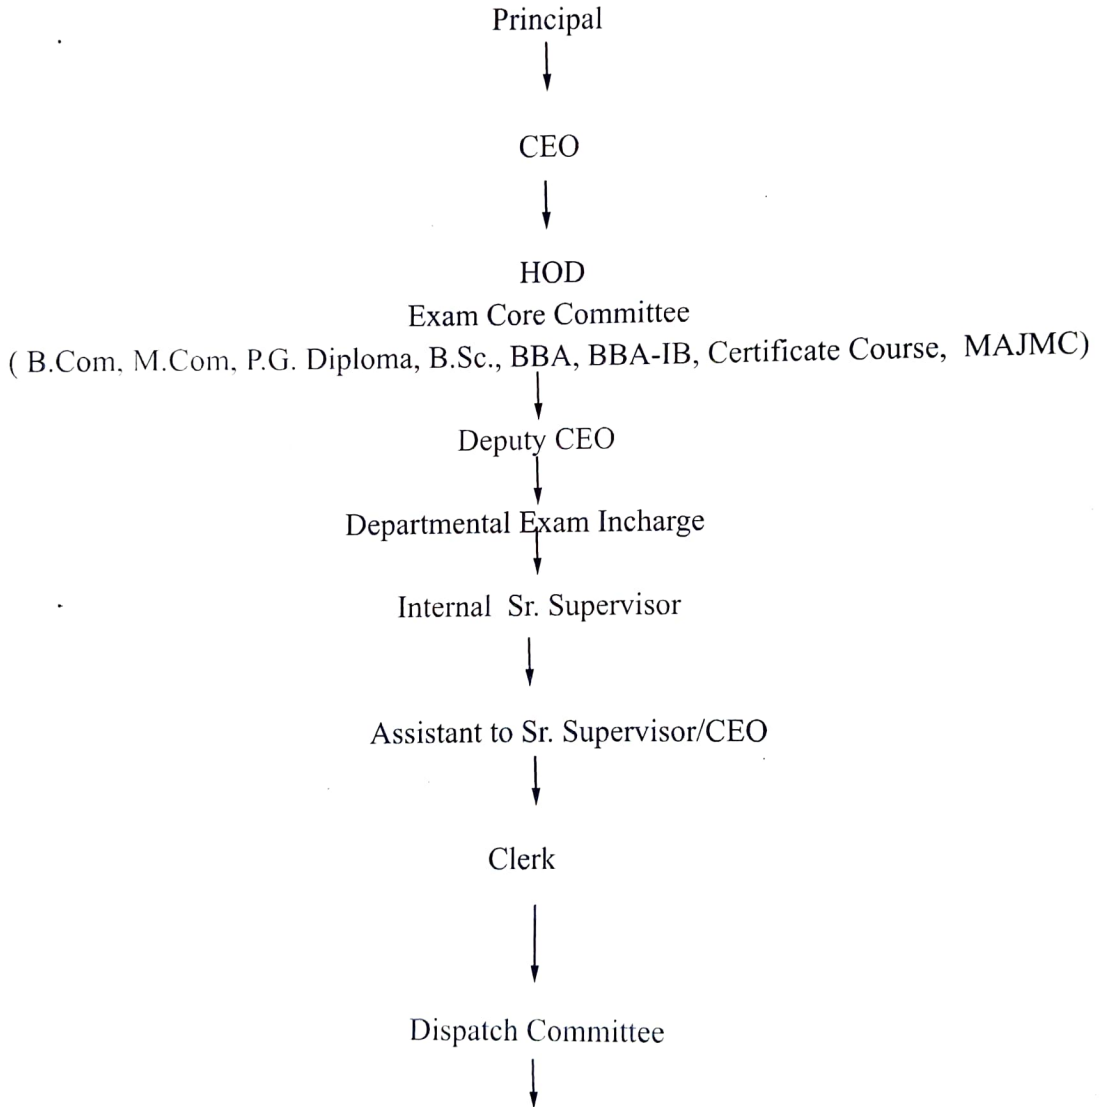 Principal
CEO
HOD
Exam Core Committee
( B.Com, M.Com, P.G. Diploma, B.Sc., BBA, BBA-IB, Certificate Course, MAJMC)
Deputy CEO
Departmental Exam Incharge
Internal Sr. Supervisor
Assistant to Sr. Supervisor/CEO
Clerk
Dispatch Committee